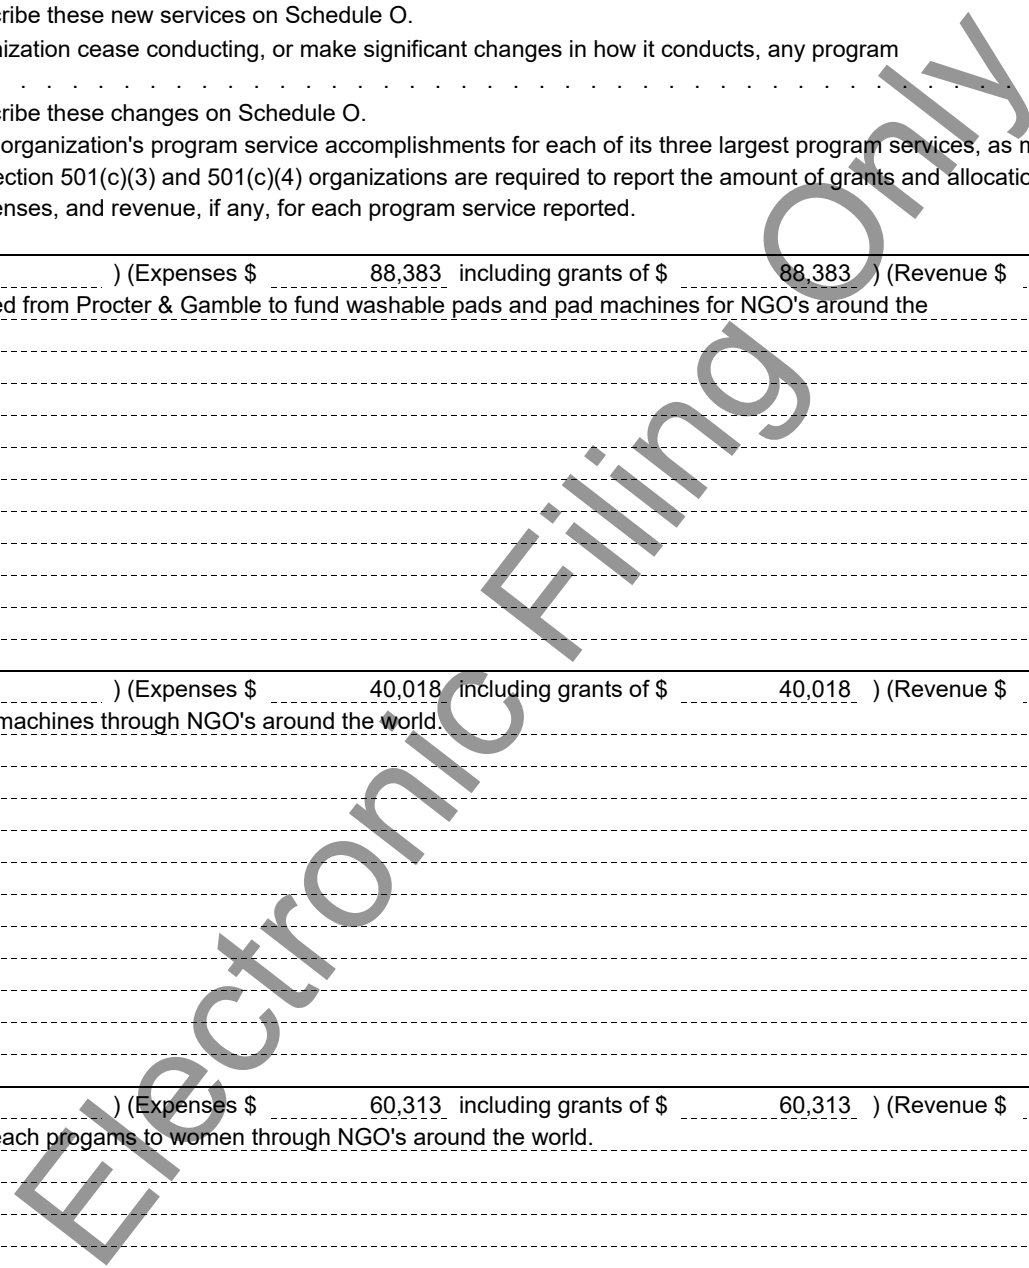 cribe these new services on Schedule O.
nization cease conducting, or make significant changes in how it conducts, any program
. . . . . . . . . . . . . . . . . . . . . . . . . . . . . . . . . . . . . . .
cribe these changes on Schedule O.
organization's program service accomplishments for each of its three largest program services, as m
ection 501(c)(3) and 501(c)(4) organizations are required to report the amount of grants and allocatio
enses, and revenue, if any, for each program service reported.
) (Expenses $ 88,383 including grants of $ 88,383 ) (Revenue $
ed from Procter & Gamble to fund washable pads and pad machines for NGO's around the
) (Expenses $ 40,018 including grants of $ 40,018 ) (Revenue $
machines through NGO's around the world.
) (Expenses $ 60,313 including grants of $ 60,313 ) (Revenue $
each progams to women through NGO's around the world.
Electronic Filing Only